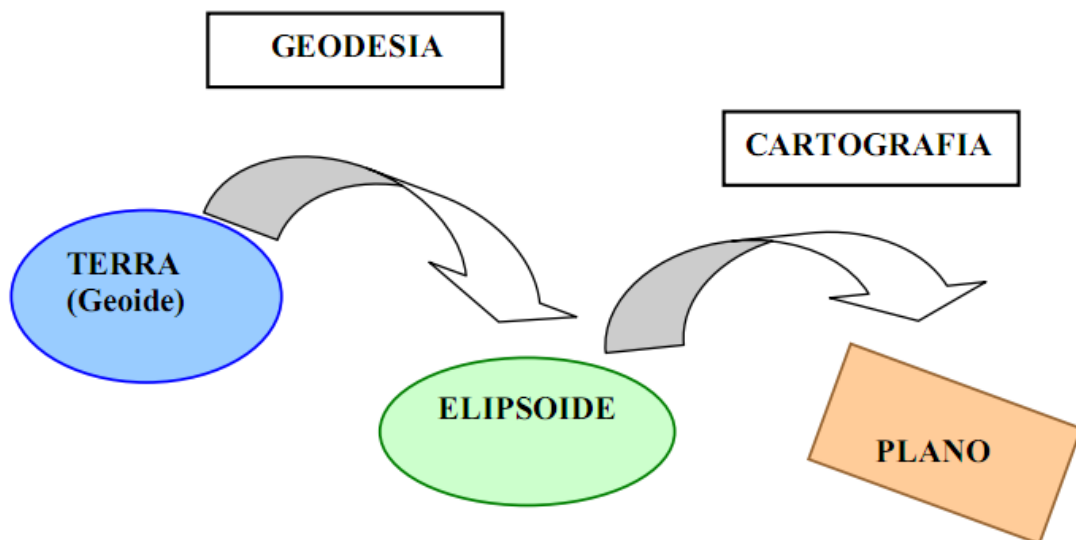 GEODESIA
CARTOGRAFIA
TERRA
(Geoide)
ELIPSOIDE
PLANO